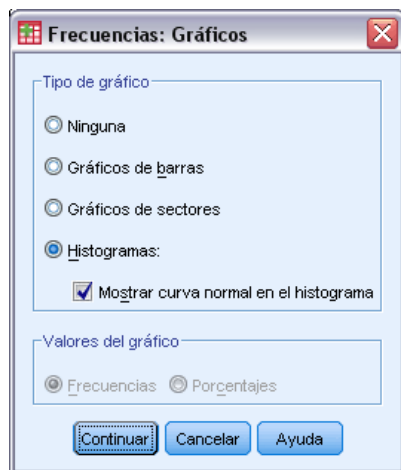 Frecuencias: Gráficos
Tipo de gráfico
Ninguna
Gráficos de barras
Gráficos de sectores
Histogramas:
Mostrar curva normal en el histograma
Valores del gráfico
Frecuencias Porcentajes
Continuar Cancelar Ayuda